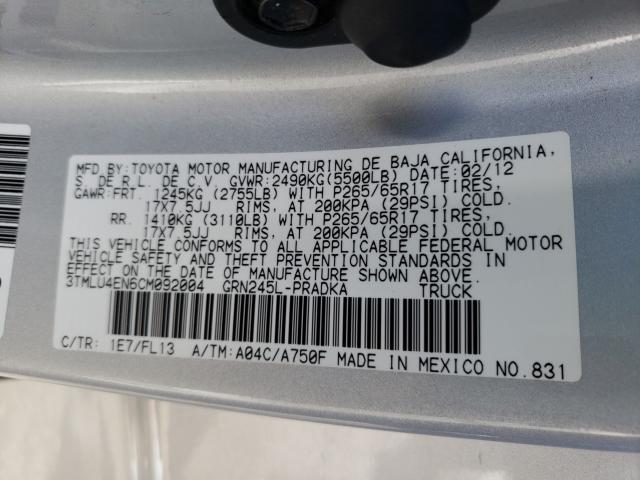 MFD.BY:TOYOTA MOTOR MANUFACTURING DE BAJA CALIFORNIA,
S. DE R.L. DE C.V. GVWR:2490KG(5500LB) DATE:02/12
GAWR:FRT. 1245KG (2755LB) WITH P265/65R17 TIRES,
17X7.5JJ RIMS, AT 200KPA (29PSI) COLD.
RR. 1410KG (3110LB) WITH P265/65R17 TIRES,
17X7.5JJ RIMS, AT 200KPA (29PSI) COLD.
THIS VEHICLE CONFORMS TO ALL APPLICABLE FEDERAL MOTOR
VEHICLE SAFETY AND THEFT PREVENTION STANDARDS IN
EFFECT ON THE DATE OF MANUFACTURE SHOWN ABOVE.
3TMLU4EN6CM092004 GRN245L-PRADKA TRUCK
C/TR: 1E7/FL13 A/TM:A04C/A750F MADE IN MEXICO NO.831